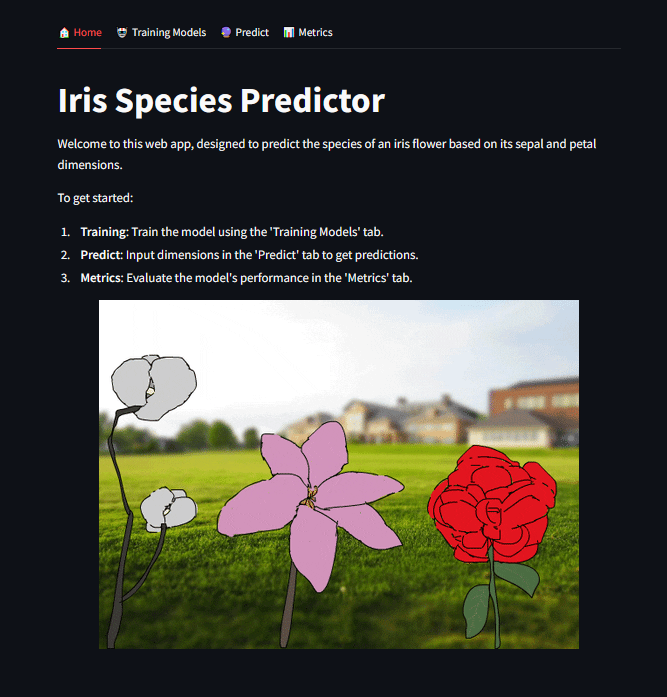 Home Training Models Predict Metrics
Iris Species Predictor
Welcome to this web app, designed to predict the species of an iris flower based on its sepal and petal
dimensions.
To get started:
1. Training: Train the model using the 'Training Models' tab.
2. Predict: Input dimensions in the 'Predict' tab to get predictions.
3. Metrics: Evaluate the model's performance in the 'Metrics' tab.